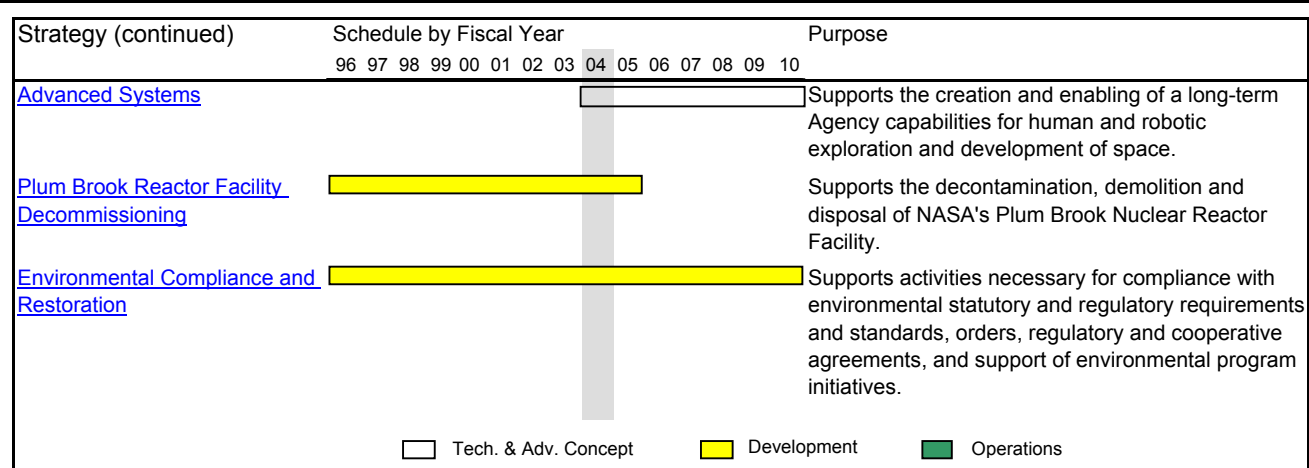 Strategy (continued) Schedule by Fiscal Year Purpose
96 97 98 99 00 01 02 03 04 05 06 07 08 09 10
Advanced Systems Supports the creation and enabling of a long-term
Agency capabilities for human and robotic
exploration and development of space.
Plum Brook Reactor Facility Supports the decontamination, demolition and
Decommissioning disposal of NASA's Plum Brook Nuclear Reactor
Facility.
Environmental Compliance and Supports activities necessary for compliance with
Restoration environmental statutory and regulatory requirements
and standards, orders, regulatory and cooperative
agreements, and support of environmental program
initiatives.
Tech. & Adv. Concept Development Operations